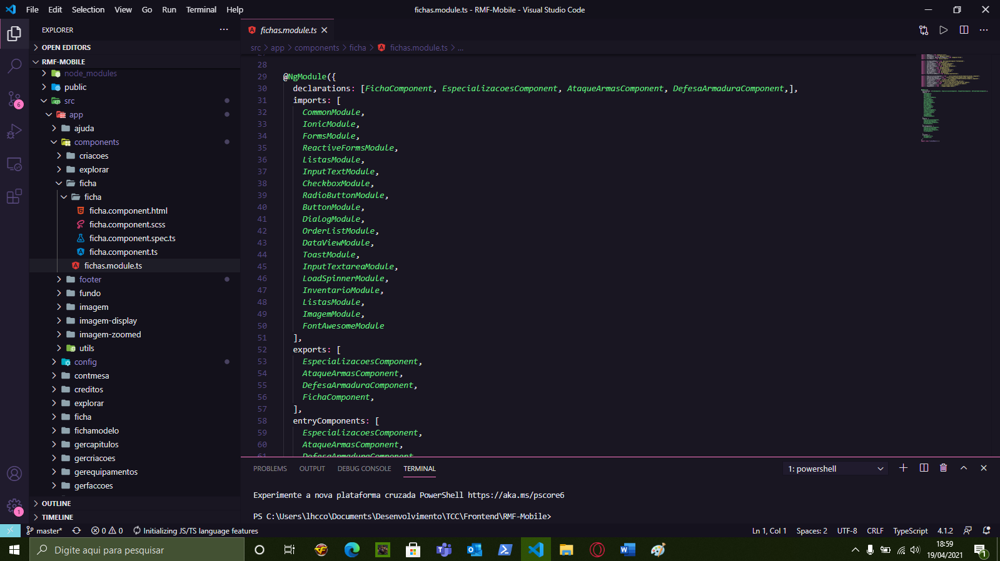 File Edit Selection View Go Run Terminal Help
fichas.module.ts - RMF-Mobile - Visual Studio Code
EXPLORER
OPEN EDITORS
RMF-MOBILE
node_modules
public
src
app
ajuda
components
criacoes
explorar
ficha
ficha
ficha.component.html
ficha.component.scss
ficha.component.spec.ts
ficha.component.ts
fichas.module.ts
footer
fundo
imagem
imagem-display
imagem-zoomed
utils
config
contmesa
creditos
explorar
ficha
fichamodelo
gercapitulos
gercriacoes
gerequipamentos
gerfaccoes
OUTLINE
TIMELINE
6
1
fichas.module.ts
src > app > components > ficha > fichas.module.ts > ...
28
29 @NgModule({
30 declarations: [FichaComponent, EspecializacoesComponent, AtaqueArmasComponent, DefesaArmaduraComponent,],
31 imports: [
32 CommonModule,
33 IonicModule,
34 FormsModule,
35 ReactiveFormsModule,
36 ListasModule,
37 InputTextModule,
38 CheckboxModule,
39 RadioButtonModule,
40 ButtonModule,
41 DialogModule,
42 OrderListModule,
43 DataViewModule,
44 ToastModule,
45 InputTextareaModule,
46 LoadSpinnerModule,
47 InventarioModule,
48 ListasModule,
49 ImagemModule,
50 FontAwesomeModule
51 ],
52 exports: [
53 EspecializacoesComponent,
54 AtaqueArmasComponent,
55 DefesaArmaduraComponent,
56 FichaComponent,
57 ],
58 entryComponents: [
59 EspecializacoesComponent,
60 AtaqueArmasComponent,
61 DefesaArmaduraComponent
PROBLEMS OUTPUT DEBUG CONSOLE TERMINAL
1: powershell
Experimente a nova plataforma cruzada PowerShell https://aka.ms/pscore6
PS C:\Users\lhcco\Documents\Desenvolvimento\TCC\Frontend\RMF-Mobile>
master* 0 0 Initializing JS/TS language features
Ln 1, Col 1 Spaces: 2 UTF-8 CRLF TypeScript 4.1.2
Digite aqui para pesquisar
18:59
19/04/2021
1